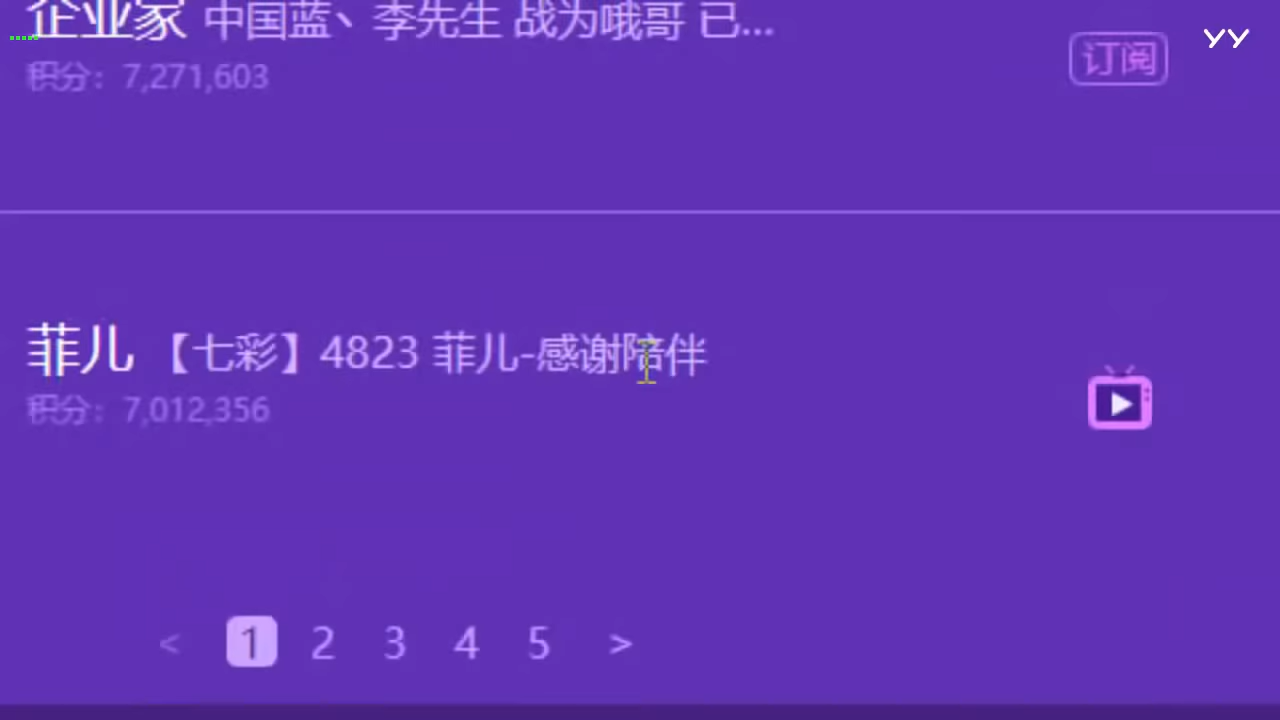 企业家 中国蓝丶李先生 战为哦哥 已...
积分：7,271,603
订阅
YY
菲儿 【七彩】4823 菲儿-感谢陪伴
积分：7,012,356
< 1 2 3 4 5 >